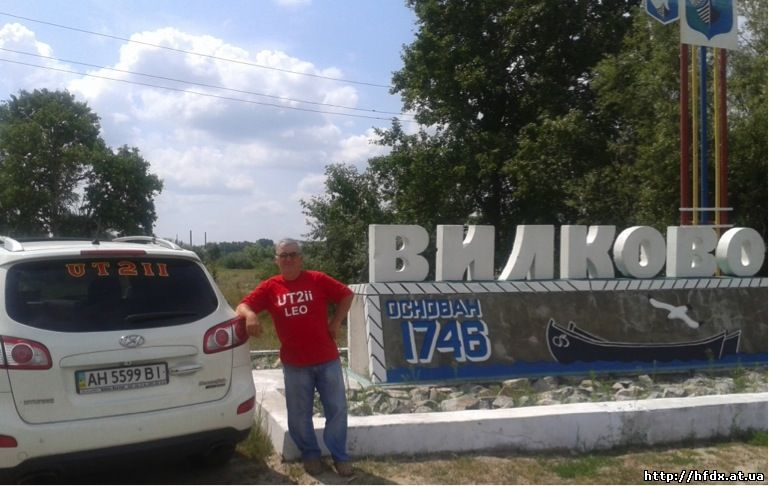 UT2II
UT2ii
LEO
AH 5599 BI
ВИЛКОВО
ОСНОВАН
1746
http://hfdx.at.ua